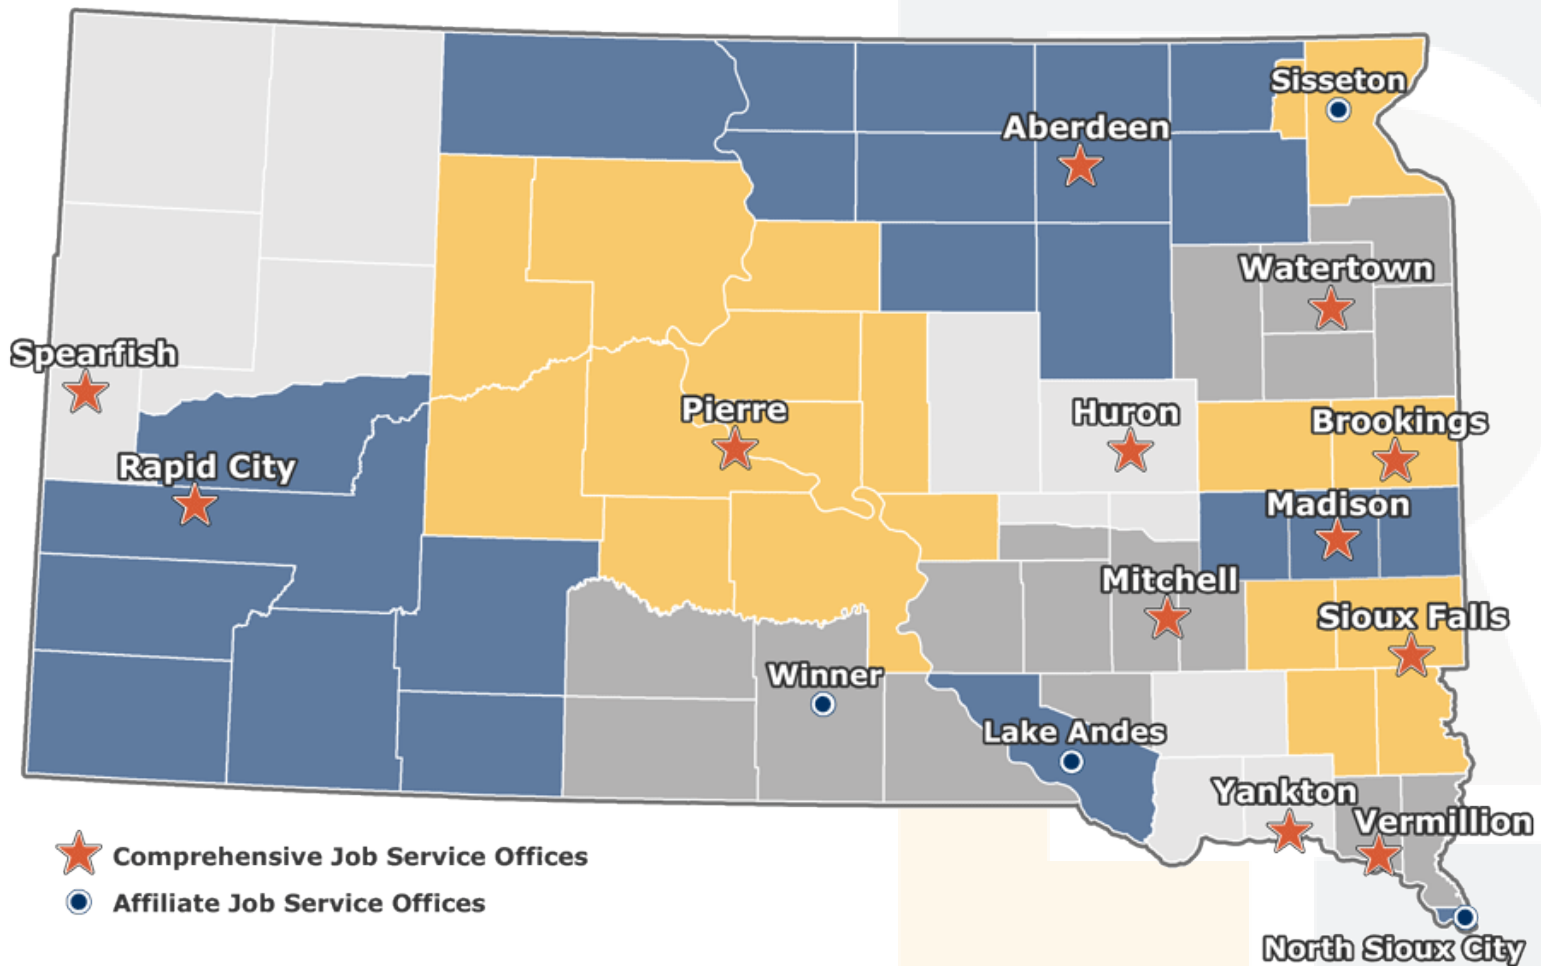 Sisseton
Aberdeen
Watertown
Spearfish
Pierre
Huron
Brookings
Rapid City
Madison
Mitchell
Sioux Falls
Winner
Lake Andes
Yankton
Vermillion
Comprehensive Job Service Offices
Affiliate Job Service Offices
North Sioux City